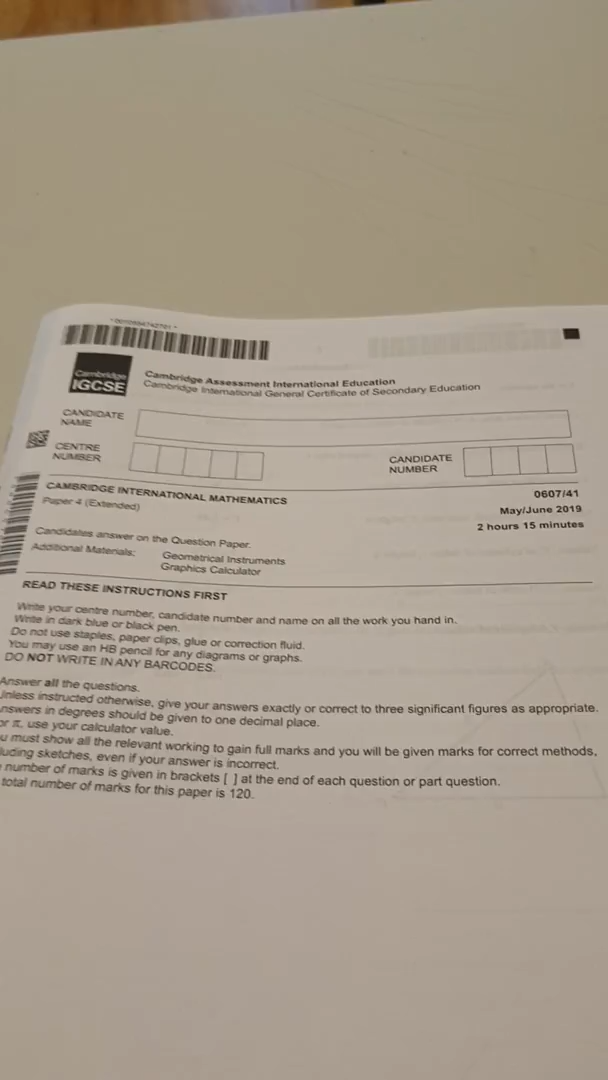 Cambridge
IGCSE
Cambridge Assessment International Education
Cambridge International General Certificate of Secondary Education
CANDIDATE
NAME
CENTRE
NUMBER
CANDIDATE
NUMBER
CAMBRIDGE INTERNATIONAL MATHEMATICS
0607/41
Paper 4 (Extended)
May/June 2019
2 hours 15 minutes
Candidates answer on the Question Paper.
Additional Materials: Geometrical Instruments
Graphics Calculator
READ THESE INSTRUCTIONS FIRST
Write your centre number, candidate number and name on all the work you hand in.
Write in dark blue or black pen.
Do not use staples, paper clips, glue or correction fluid.
You may use an HB pencil for any diagrams or graphs.
DO NOT WRITE IN ANY BARCODES.
Answer all the questions.
Unless instructed otherwise, give your answers exactly or correct to three significant figures as appropriate.
nswers in degrees should be given to one decimal place.
or π, use your calculator value.
u must show all the relevant working to gain full marks and you will be given marks for correct methods,
luding sketches, even if your answer is incorrect.
number of marks is given in brackets [ ] at the end of each question or part question.
total number of marks for this paper is 120.